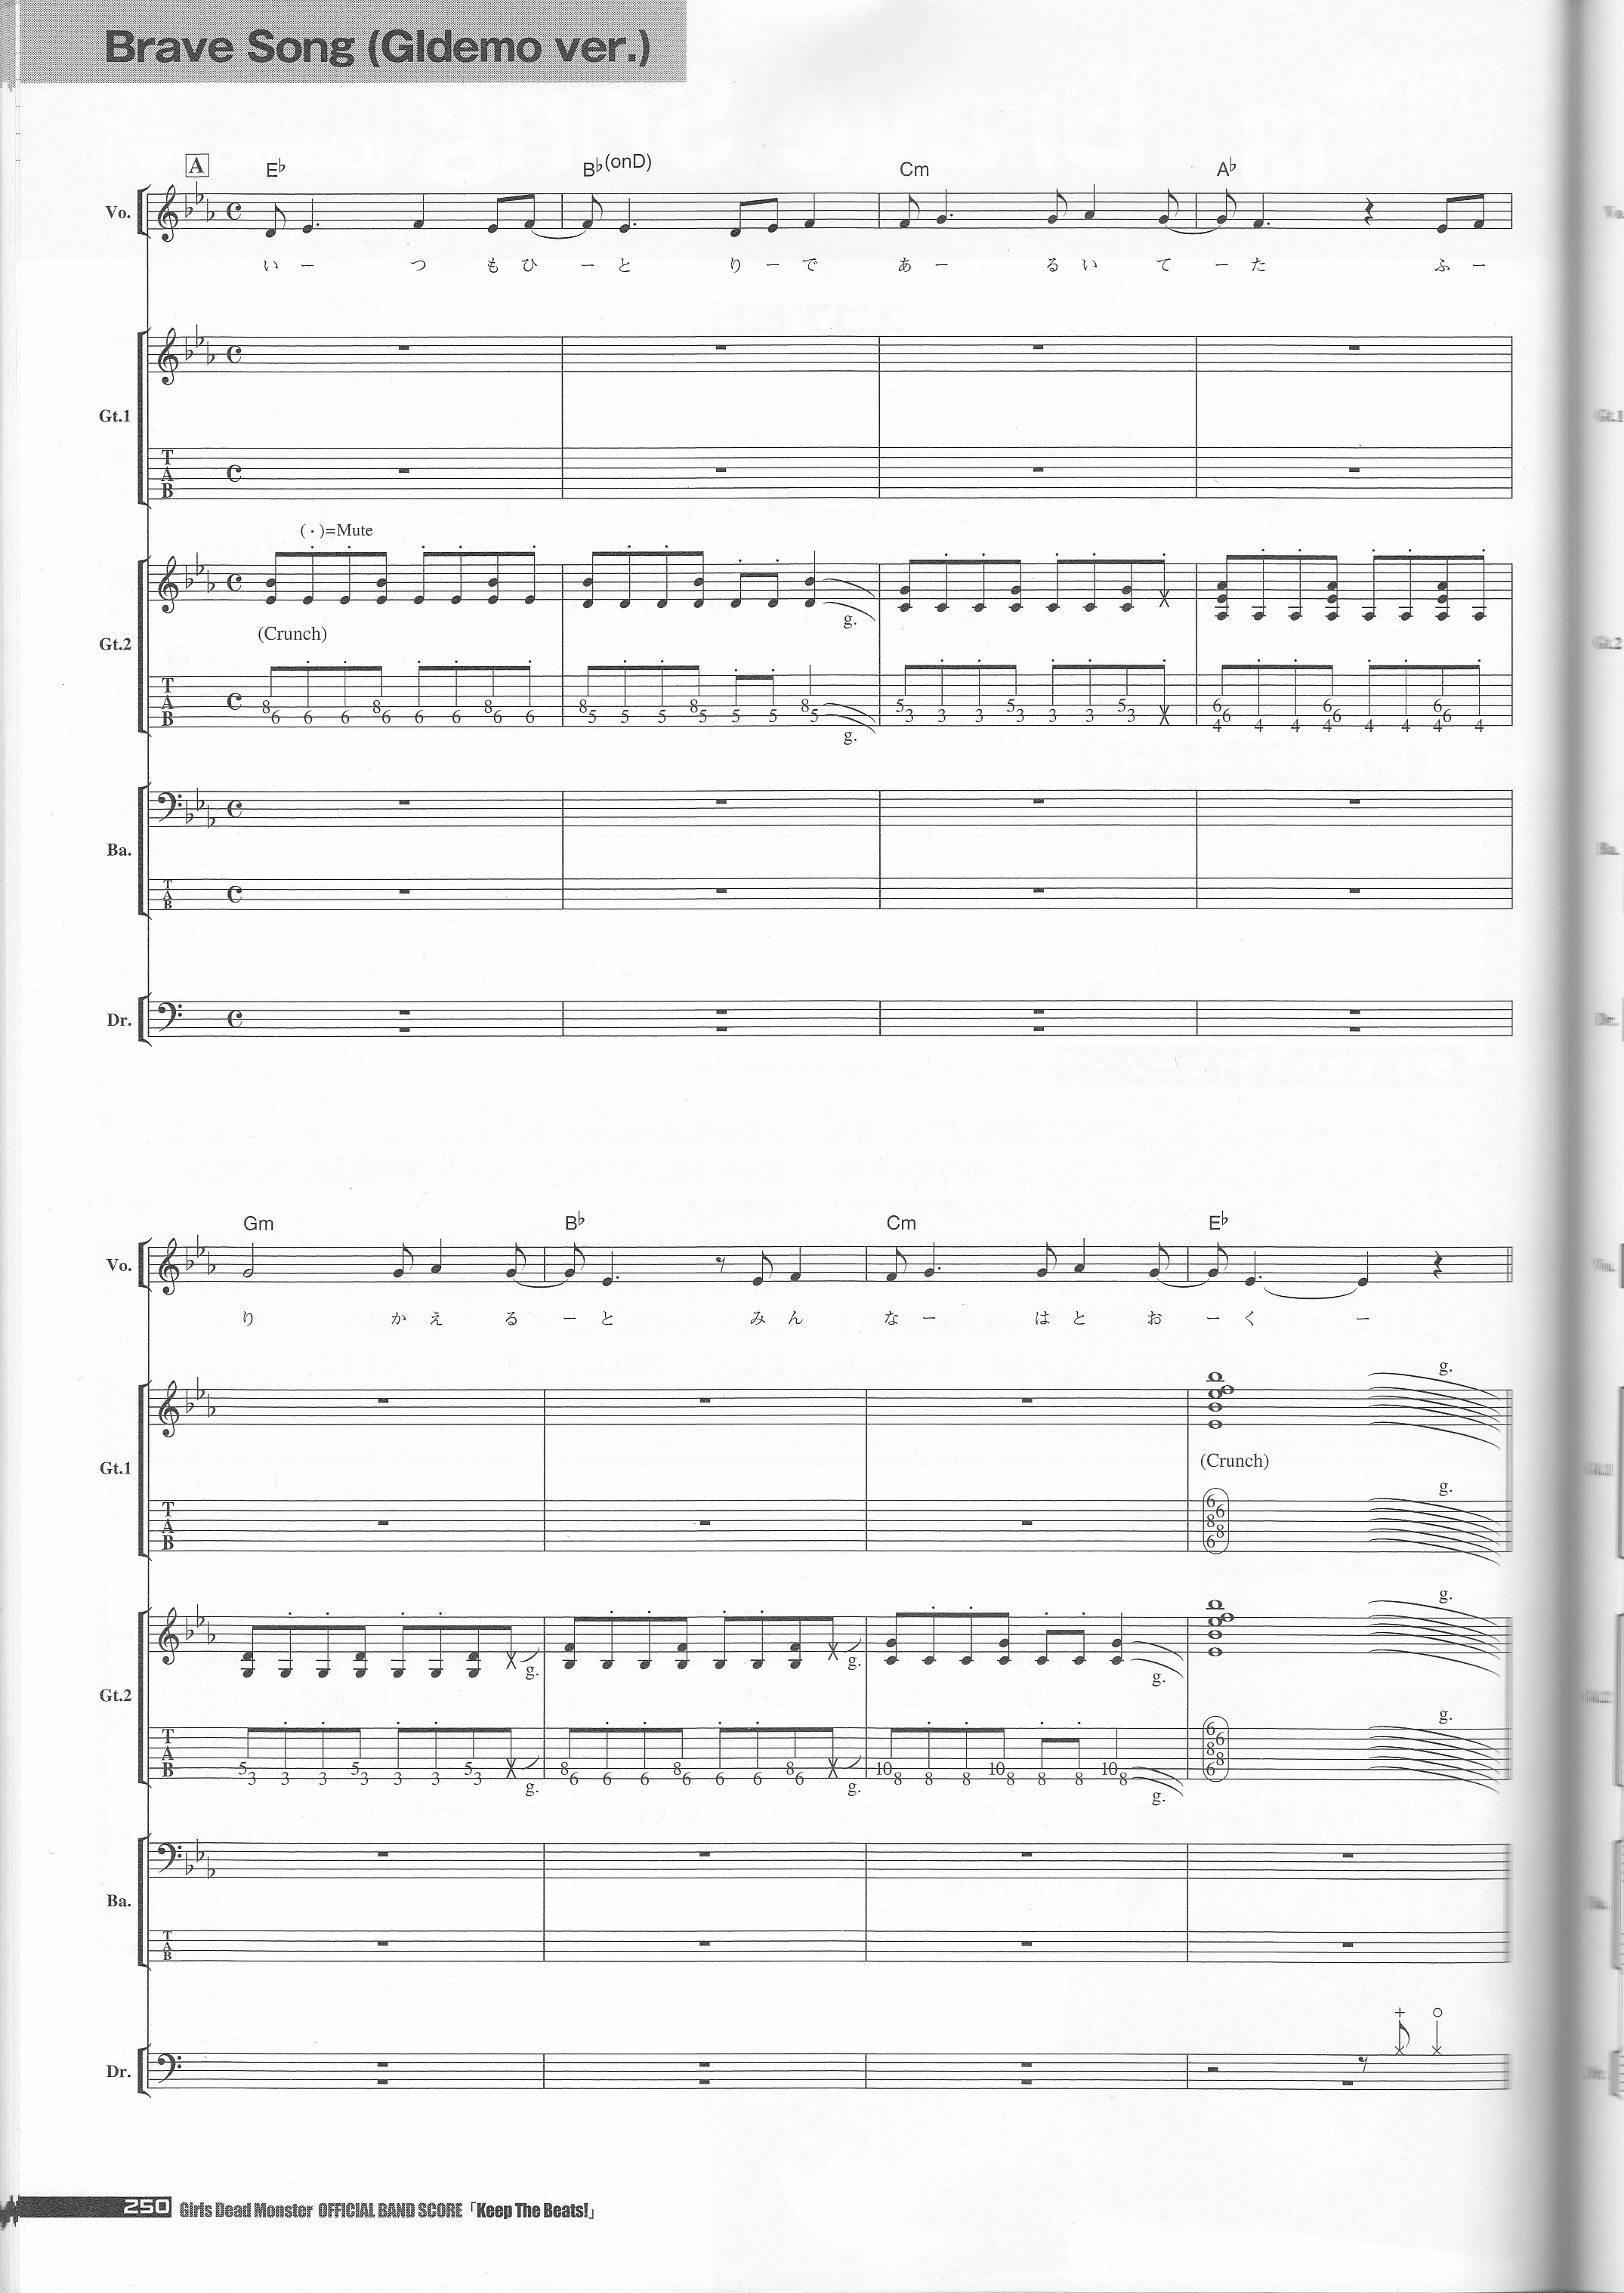 Brave Song (Gldemo ver.)
A E♭ B♭(onD) Cm A♭
Vo.
い ー つ も ひ ー と り ー で あ ー る い て ー た ふ ー
Gt.1
T A B
( · )=Mute
g.
(Crunch)
Gt.2
T A B
8 6 6 6 8 6 6 6 8 6 6 8 5 5 5 8 5 5 5 8 5 5 3 3 3 5 3 3 3 5 3 X 6 6 4 4 4 6 6 4 4 4 6 6 4 4
g.
Ba.
T A B
Dr.
Gm B♭ Cm E♭
Vo.
り か え る ー と み ん な ー は と お ー く ー
g.
Gt.1
(Crunch)
g.
T A B
6 6 8 8 6
g.
g. g. g.
Gt.2
g.
T A B
5 3 3 3 5 3 3 3 5 3 X 8 6 6 6 8 6 6 6 8 6 X 10 8 8 8 10 8 8 8 10 8 6 6 8 8 6
g. g. g.
Ba.
T A B
+ ○
Dr.
250 Girls Dead Monster OFFICIAL BAND SCORE「Keep The Beats!」